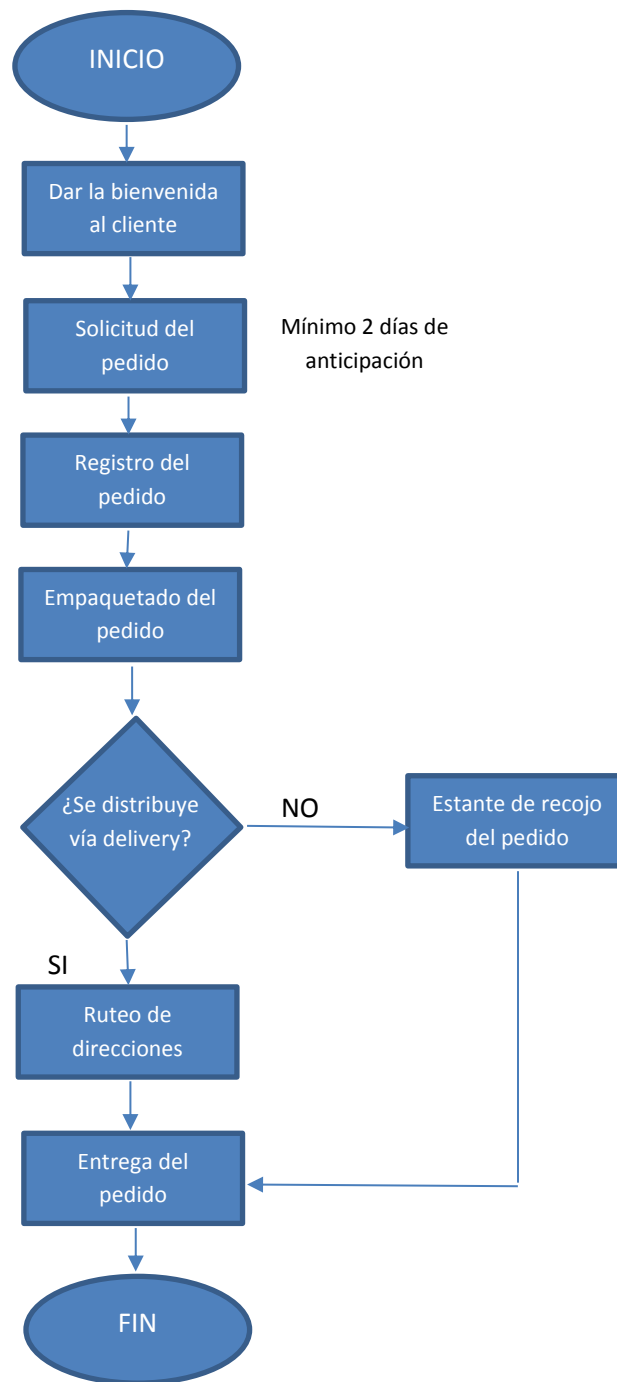 INICIO
Dar la bienvenida
al cliente
Solicitud del
pedido
Mínimo 2 días de
anticipación
Registro del
pedido
Empaquetado del
pedido
¿Se distribuye
vía delivery?
NO
Estante de recojo
del pedido
SI
Ruteo de
direcciones
Entrega del
pedido
FIN